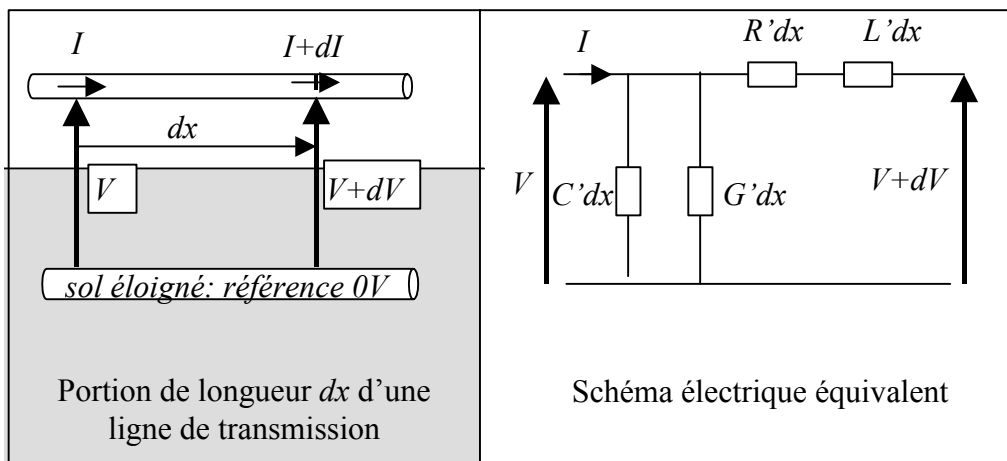 I
I+dI
dx
V
V+dV
sol éloigné: référence 0V
Portion de longueur dx d’une
ligne de transmission
I
R’dx
L’dx
V
C’dx
G’dx
V+dV
Schéma électrique équivalent